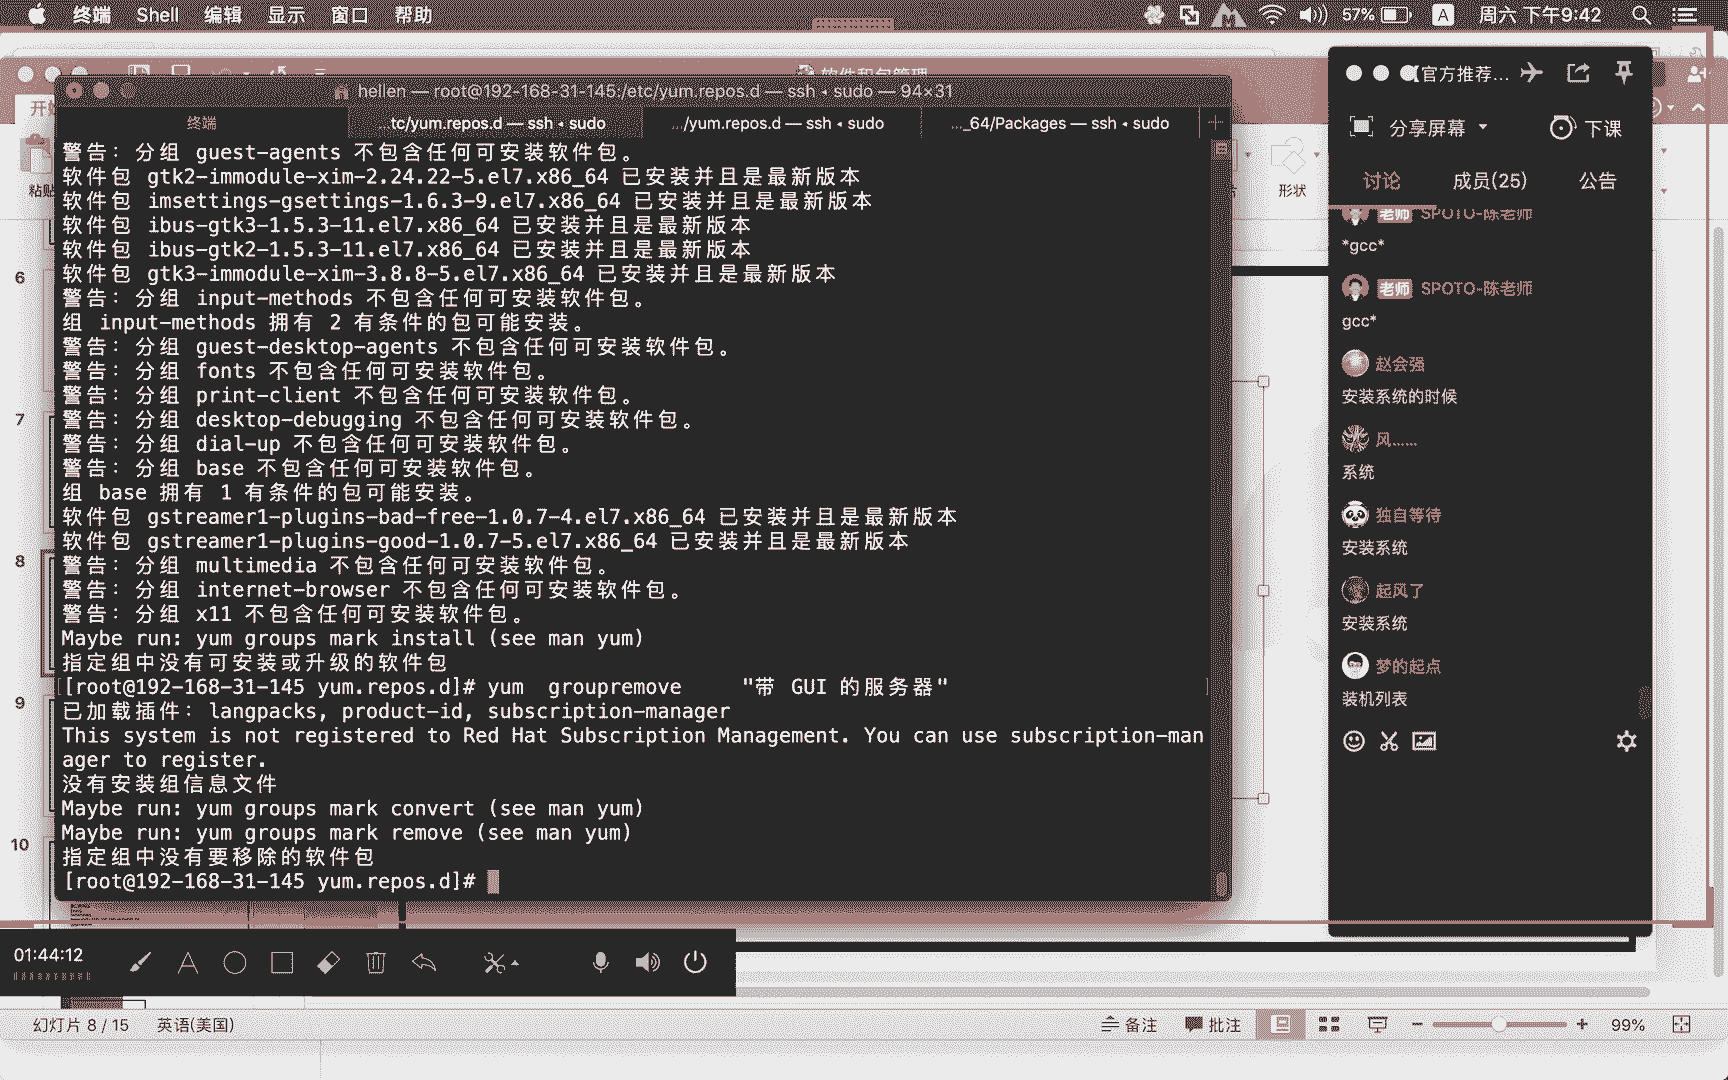 终端 Shell 编辑 显示 窗口 帮助
57% A 周六 下午9:42
软件和包管理
hellen — root@192-168-31-145:/etc/yum.repos.d — ssh ◂ sudo — 94×31
终端
...tc/yum.repos.d — ssh ◂ sudo
.../yum.repos.d — ssh ◂ sudo
..._64/Packages — ssh ◂ sudo
警告：分组 guest-agents 不包含任何可安装软件包。
软件包 gtk2-immodule-xim-2.24.22-5.el7.x86_64 已安装并且是最新版本
软件包 imsettings-gsettings-1.6.3-9.el7.x86_64 已安装并且是最新版本
软件包 ibus-gtk3-1.5.3-11.el7.x86_64 已安装并且是最新版本
软件包 ibus-gtk2-1.5.3-11.el7.x86_64 已安装并且是最新版本
软件包 gtk3-immodule-xim-3.8.8-5.el7.x86_64 已安装并且是最新版本
警告：分组 input-methods 不包含任何可安装软件包。
组 input-methods 拥有 2 有条件的包可能安装。
警告：分组 guest-desktop-agents 不包含任何可安装软件包。
警告：分组 fonts 不包含任何可安装软件包。
警告：分组 print-client 不包含任何可安装软件包。
警告：分组 desktop-debugging 不包含任何可安装软件包。
警告：分组 dial-up 不包含任何可安装软件包。
警告：分组 base 不包含任何可安装软件包。
组 base 拥有 1 有条件的包可能安装。
软件包 gstreamer1-plugins-bad-free-1.0.7-4.el7.x86_64 已安装并且是最新版本
软件包 gstreamer1-plugins-good-1.0.7-5.el7.x86_64 已安装并且是最新版本
警告：分组 multimedia 不包含任何可安装软件包。
警告：分组 internet-browser 不包含任何可安装软件包。
警告：分组 x11 不包含任何可安装软件包。
Maybe run: yum groups mark install (see man yum)
指定组中没有可安装或升级的软件包
[root@192-168-31-145 yum.repos.d]# yum  groupremove     "带 GUI 的服务器"
已加载插件：langpacks, product-id, subscription-manager
This system is not registered to Red Hat Subscription Management. You can use subscription-man
ager to register.
没有安装组信息文件
Maybe run: yum groups mark convert (see man yum)
Maybe run: yum groups mark remove (see man yum)
指定组中没有要移除的软件包
[root@192-168-31-145 yum.repos.d]#
开始
粘贴
形状
6
7
8
9
10
【官方推荐...
分享屏幕 下课
讨论 成员(25) 公告
老师 SPOTO-陈老师
*gcc*
老师 SPOTO-陈老师
gcc*
赵会强
安装系统的时候
风......
系统
独自等待
安装系统
起风了
安装系统
梦的起点
装机列表
01:44:12
幻灯片 8 / 15 英语(美国)
备注 批注 99%